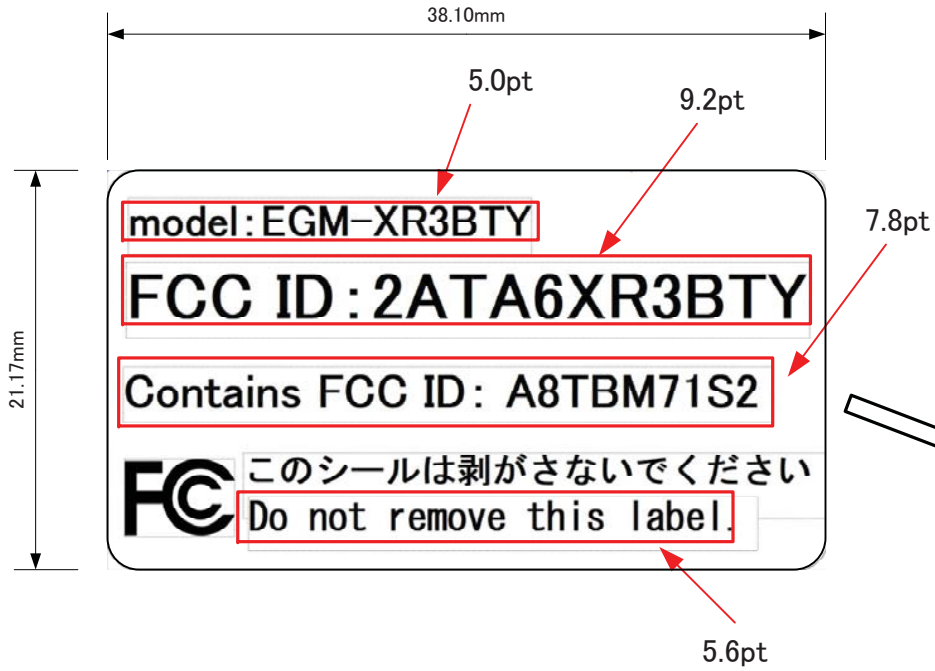 38.10mm
5.0pt
9.2pt
7.8pt
21.17mm
model:EGM-XR3BTY
FCC ID:2ATA6XR3BTY
Contains FCC ID: A8TBM71S2
FC
このシールは剥がさないでください
Do not remove this label.
5.6pt